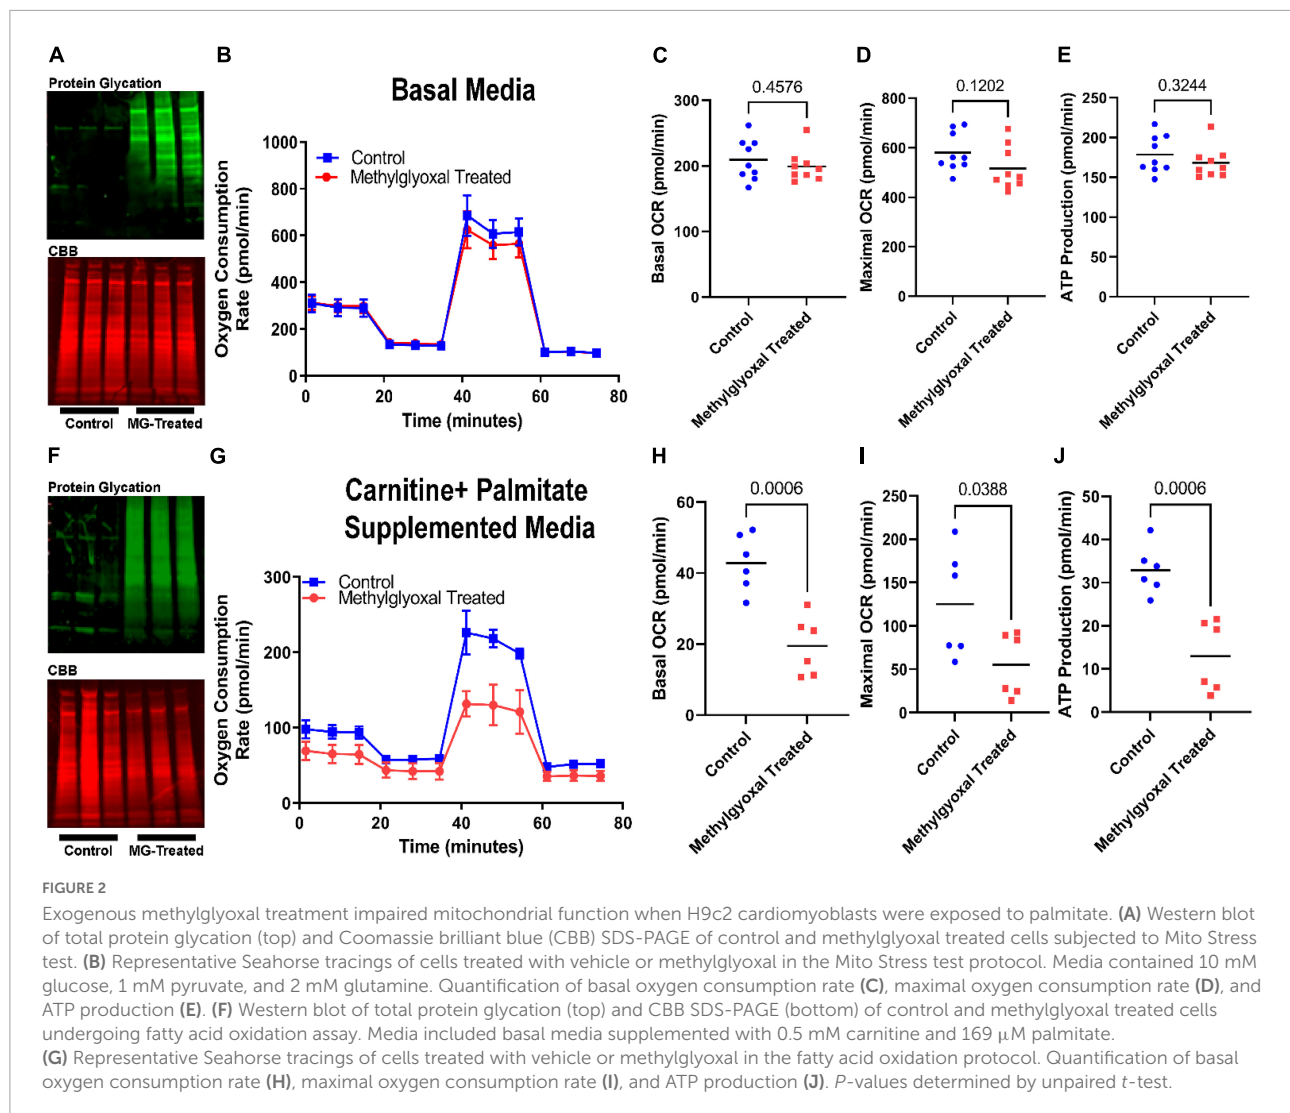 A
Protein Glycation
CBB
Control MG-Treated
B
Basal Media
Oxygen Consumption
Rate (pmol/min)
1000
800
600
400
200
0
Control
Methylglyoxal Treated
0 20 40 60 80
Time (minutes)
C
0.4576
Basal OCR (pmol/min)
300
200
100
0
Control
Methylglyoxal Treated
D
0.1202
Maximal OCR (pmol/min)
800
600
400
200
0
Control
Methylglyoxal Treated
E
0.3244
ATP Production (pmol/min)
250
200
150
100
50
0
Control
Methylglyoxal Treated
F
Protein Glycation
CBB
Control MG-Treated
G
Carnitine+ Palmitate
Supplemented Media
Oxygen Consumption
Rate (pmol/min)
300
200
100
0
Control
Methylglyoxal Treated
0 20 40 60 80
Time (minutes)
H
0.0006
Basal OCR (pmol/min)
60
40
20
0
Control
Methylgyoxal Treated
I
0.0388
Maximal OCR (pmol/min)
250
200
150
100
50
0
Control
Methylgyoxal Treated
J
0.0006
ATP Production (pmol/min)
50
40
30
20
10
0
Control
Methylgyoxal Treated
FIGURE 2
Exogenous methylglyoxal treatment impaired mitochondrial function when H9c2 cardiomyoblasts were exposed to palmitate. (A) Western blot
of total protein glycation (top) and Coomassie brilliant blue (CBB) SDS-PAGE of control and methylglyoxal treated cells subjected to Mito Stress
test. (B) Representative Seahorse tracings of cells treated with vehicle or methylglyoxal in the Mito Stress test protocol. Media contained 10 mM
glucose, 1 mM pyruvate, and 2 mM glutamine. Quantification of basal oxygen consumption rate (C), maximal oxygen consumption rate (D), and
ATP production (E). (F) Western blot of total protein glycation (top) and CBB SDS-PAGE (bottom) of control and methylglyoxal treated cells
undergoing fatty acid oxidation assay. Media included basal media supplemented with 0.5 mM carnitine and 169 μM palmitate.
(G) Representative Seahorse tracings of cells treated with vehicle or methylglyoxal in the fatty acid oxidation protocol. Quantification of basal
oxygen consumption rate (H), maximal oxygen consumption rate (I), and ATP production (J). P-values determined by unpaired t-test.